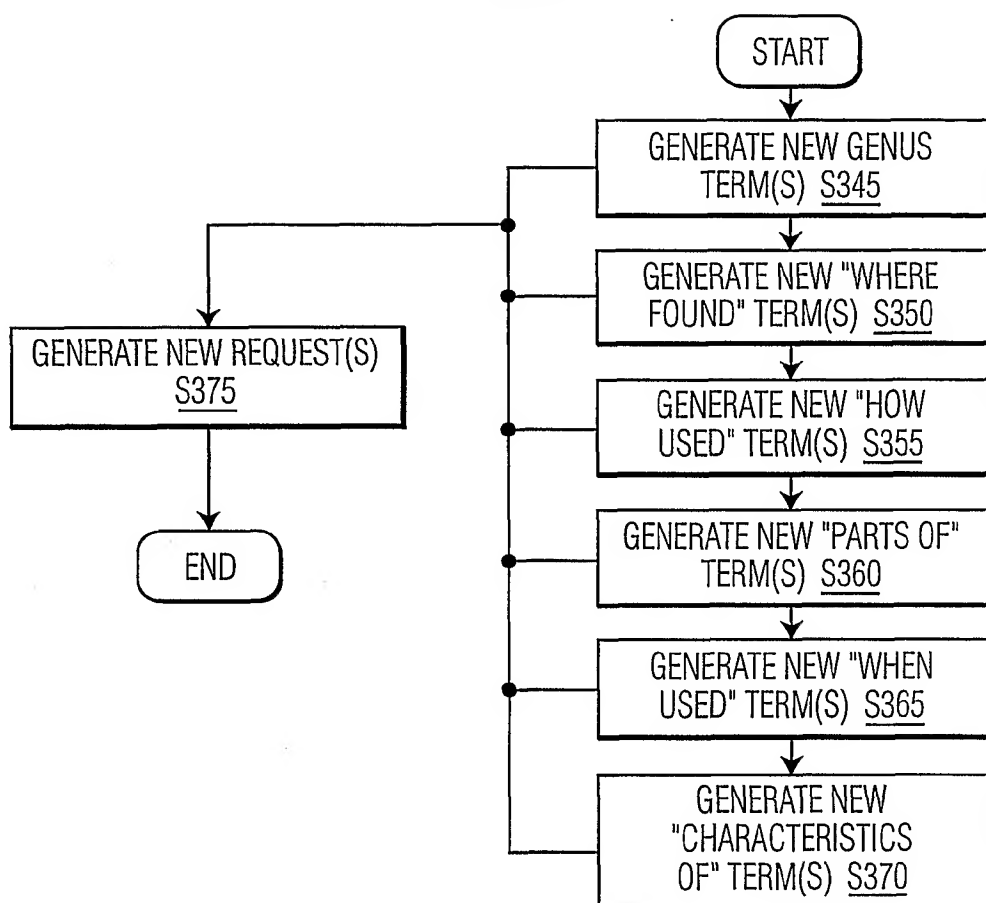 START
GENERATE NEW GENUS
TERM(S) S345
GENERATE NEW "WHERE
FOUND" TERM(S) S350
GENERATE NEW "HOW
USED" TERM(S) S355
GENERATE NEW "PARTS OF"
TERM(S) S360
GENERATE NEW "WHEN
USED" TERM(S) S365
GENERATE NEW
"CHARACTERISTICS
OF" TERM(S) S370
GENERATE NEW REQUEST(S)
S375
END